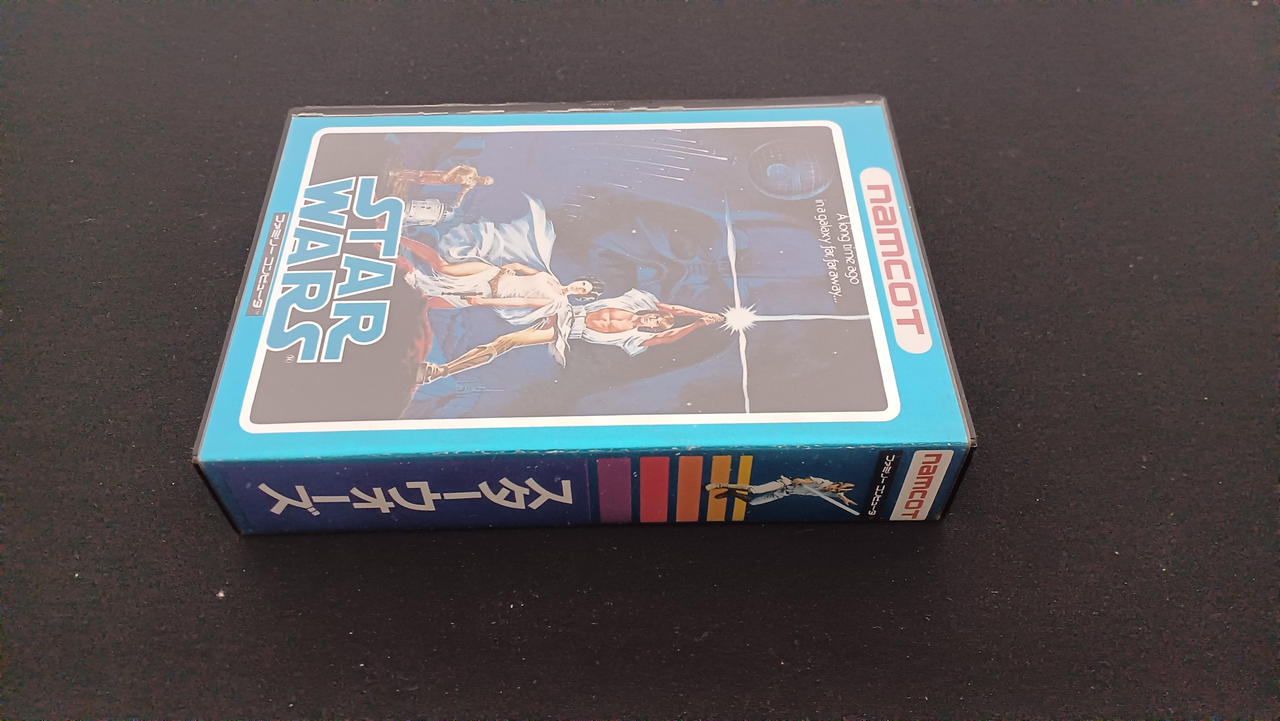 namcot
A long time ago
in a galaxy far, far away...
STAR
WARS
ファミリーコンピュータ
スターウォーズ
ファミリーコンピュータ
namcot